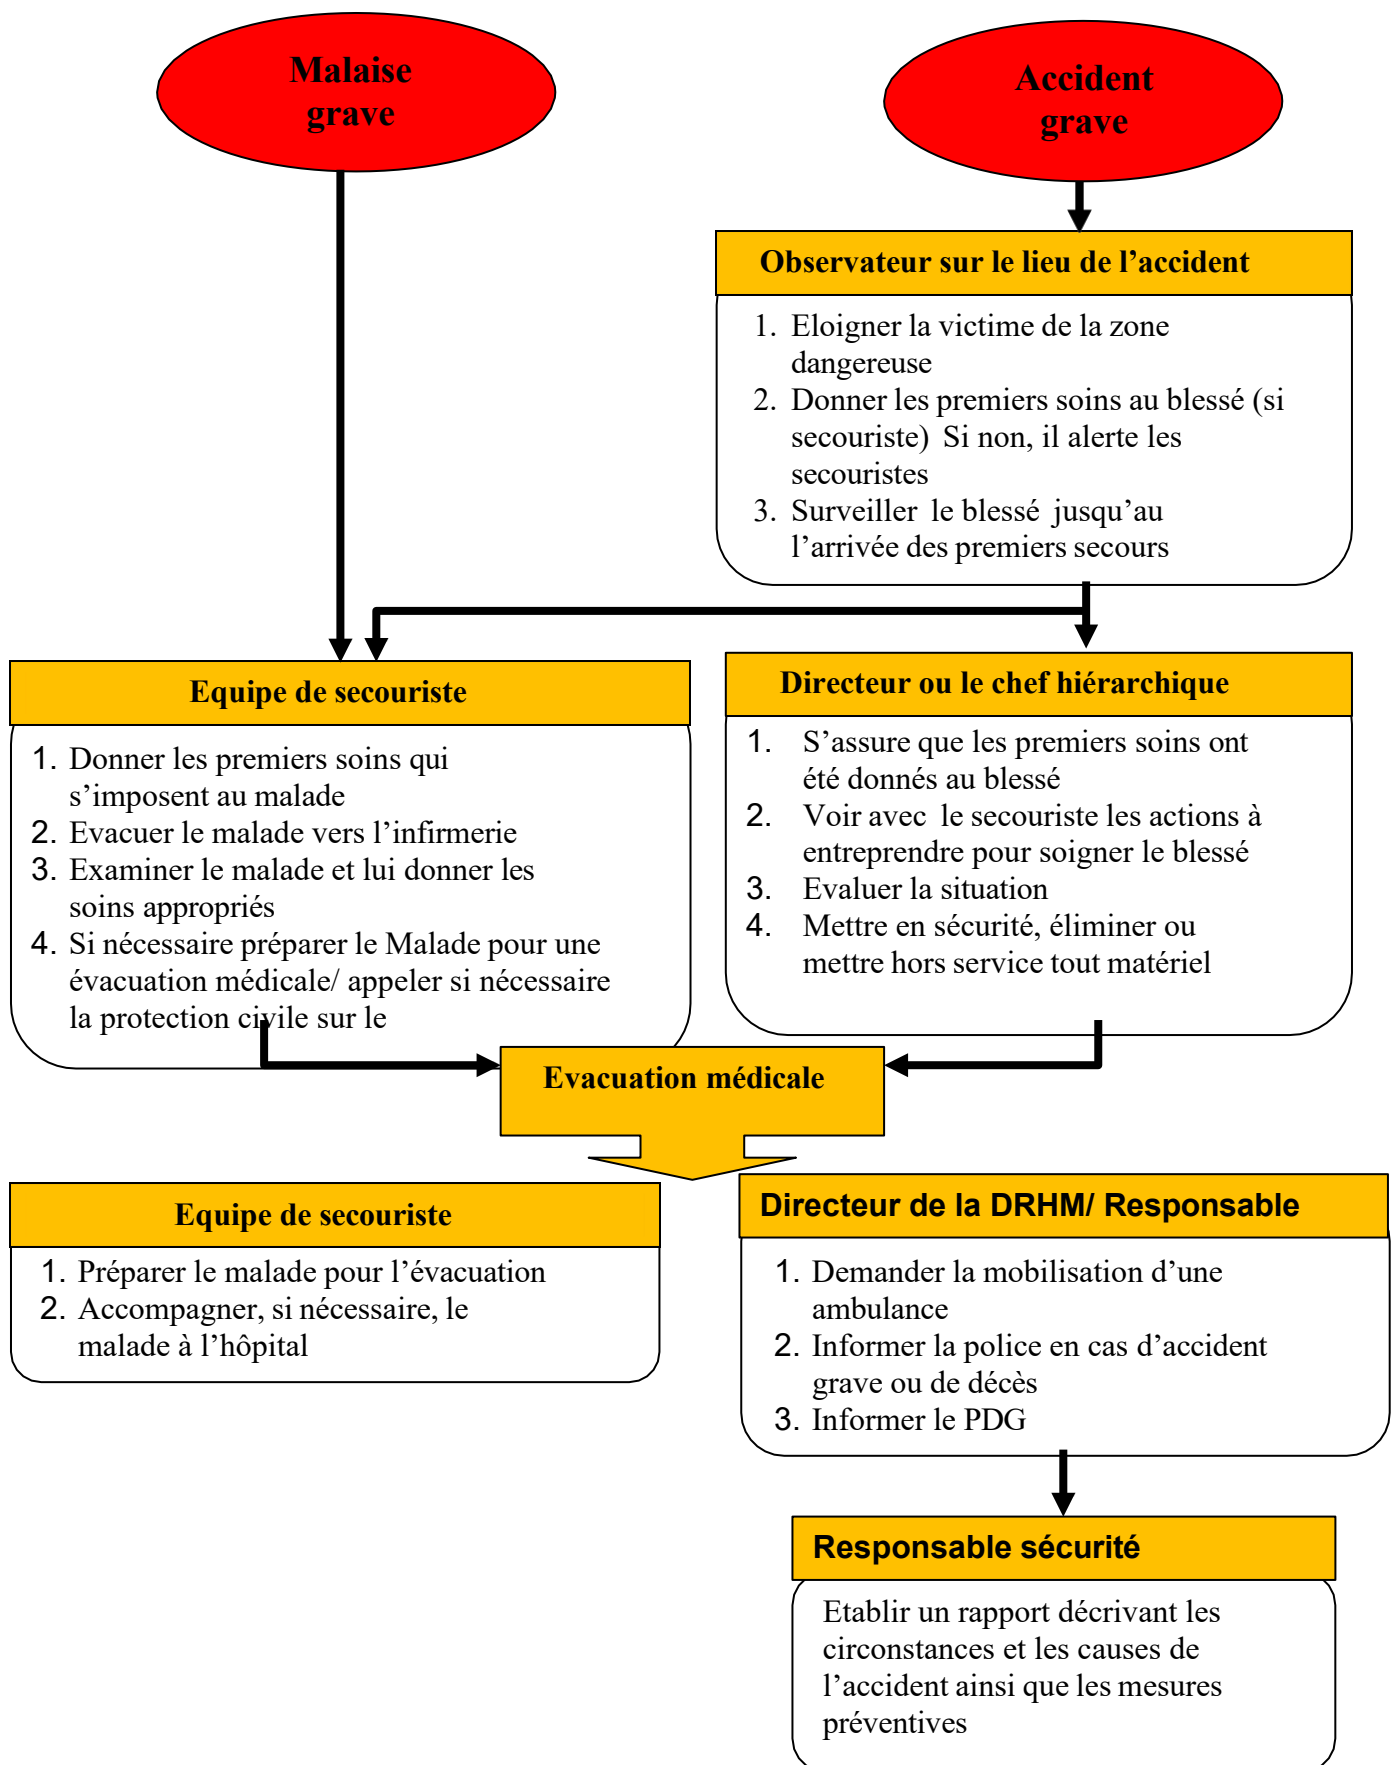 Malaise
grave
Accident
grave
Observateur sur le lieu de l’accident
1. Eloigner la victime de la zone
dangereuse
2. Donner les premiers soins au blessé (si
secouriste) Si non, il alerte les
secouristes
3. Surveiller le blessé jusqu’au
l’arrivée des premiers secours
Equipe de secouriste
1. Donner les premiers soins qui
s’imposent au malade
2. Evacuer le malade vers l’infirmerie
3. Examiner le malade et lui donner les
soins appropriés
4. Si nécessaire préparer le Malade pour une
évacuation médicale/ appeler si nécessaire
la protection civile sur le
Directeur ou le chef hiérarchique
1. S’assure que les premiers soins ont
été donnés au blessé
2. Voir avec le secouriste les actions à
entreprendre pour soigner le blessé
3. Evaluer la situation
4. Mettre en sécurité, éliminer ou
mettre hors service tout matériel
Evacuation médicale
Equipe de secouriste
1. Préparer le malade pour l’évacuation
2. Accompagner, si nécessaire, le
malade à l’hôpital
Directeur de la DRHM/ Responsable
1. Demander la mobilisation d’une
ambulance
2. Informer la police en cas d’accident
grave ou de décès
3. Informer le PDG
Responsable sécurité
Etablir un rapport décrivant les
circonstances et les causes de
l’accident ainsi que les mesures
préventives